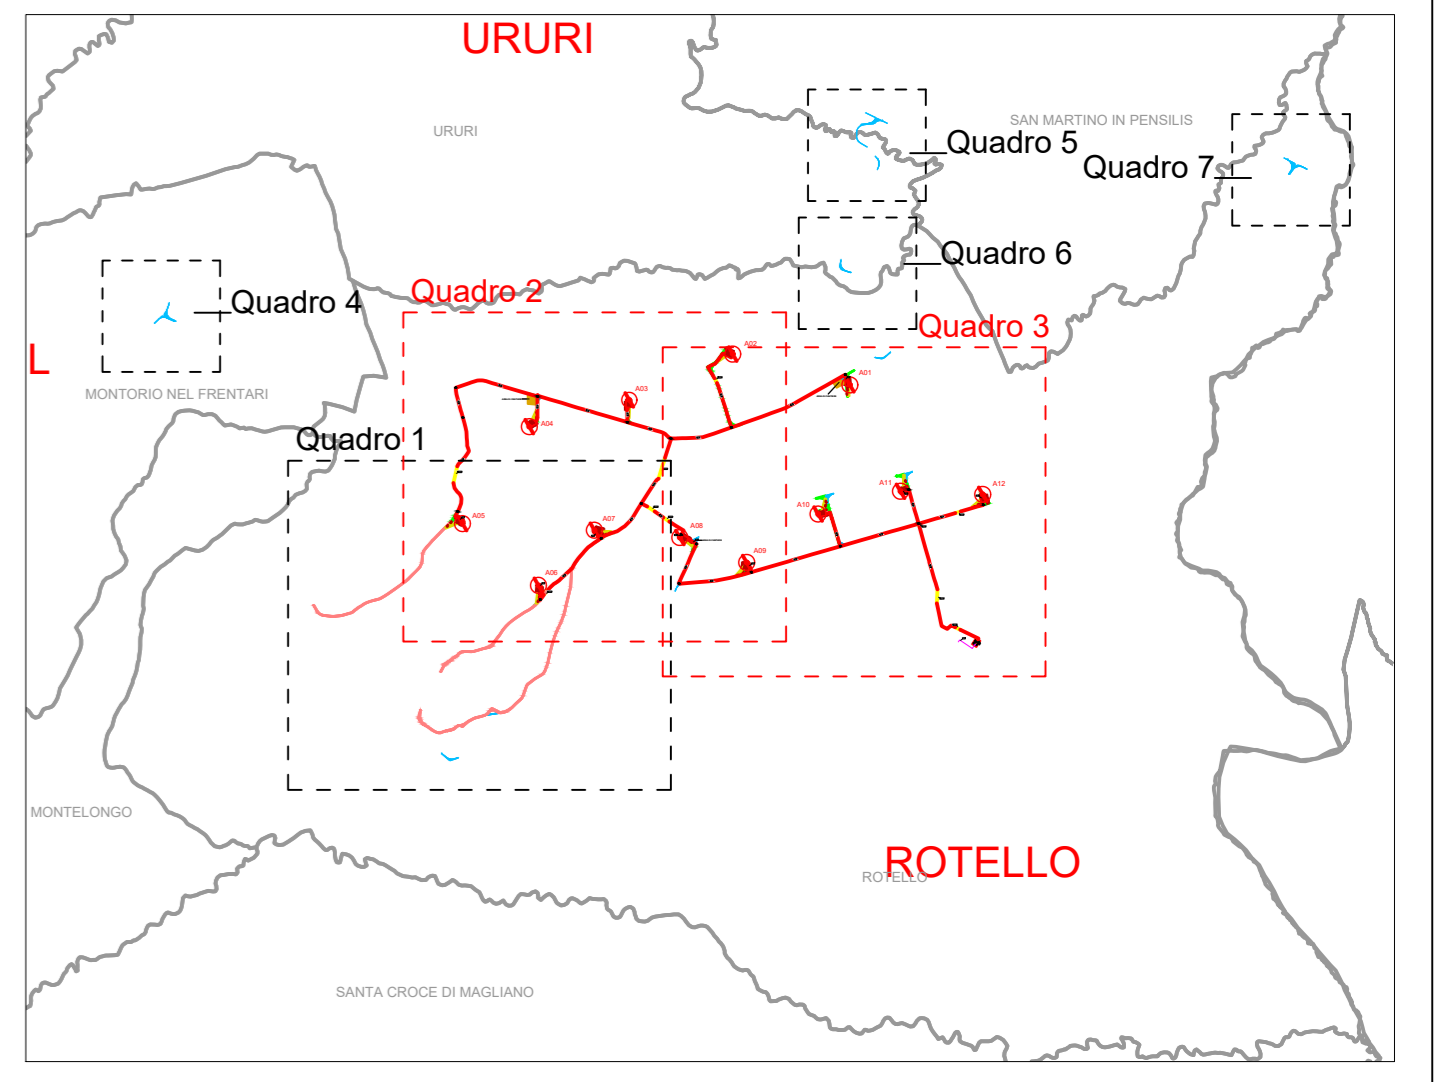 URURI
SAN MARTINO IN PENSILIS
URURI
Quadro 5
Quadro 7
Quadro 6
Quadro 2
Quadro 4
Quadro 3
A02
L
A01
MONTORIO NEL FRENTARI
A03
A04
Quadro 1
A11
A12
A10
A05
A07
A08
A09
A06
MONTELONGO
ROTELLO
ROTELLO
SANTA CROCE DI MAGLIANO